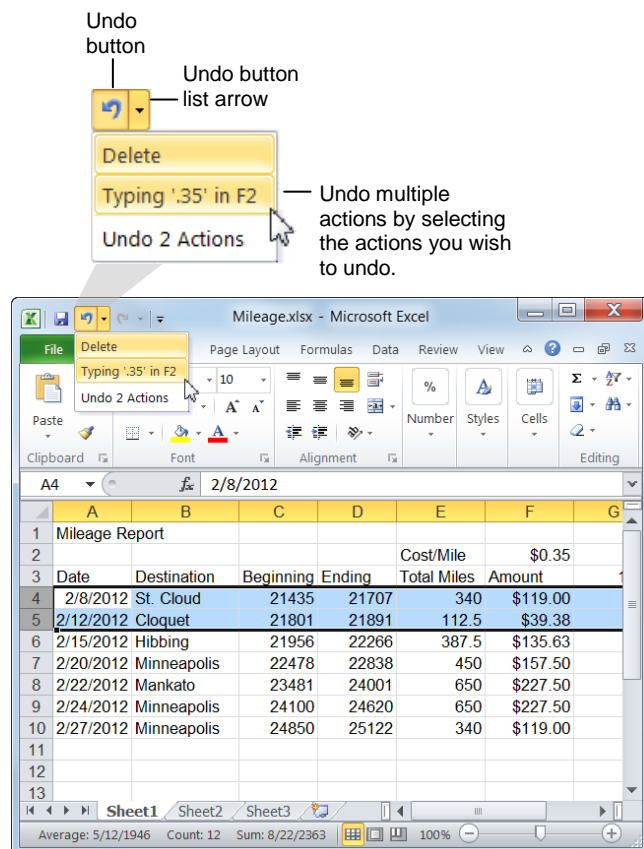 Undo
button
Undo button
list arrow
Delete
Typing '.35' in F2
Undo 2 Actions
Undo multiple
actions by selecting
the actions you wish
to undo.
Mileage.xlsx - Microsoft Excel
File Page Layout Formulas Data Review View
Delete
Typing '.35' in F2
Undo 2 Actions
10
Paste
Number Styles Cells
Clipboard Font Alignment Editing
A4 fx 2/8/2012
A B C D E F G
1 Mileage Report
2 Cost/Mile $0.35
3 Date Destination Beginning Ending Total Miles Amount 1
4 2/8/2012 St. Cloud 21435 21707 340 $119.00
5 2/12/2012 Cloquet 21801 21891 112.5 $39.38
6 2/15/2012 Hibbing 21956 22266 387.5 $135.63
7 2/20/2012 Minneapolis 22478 22838 450 $157.50
8 2/22/2012 Mankato 23481 24001 650 $227.50
9 2/24/2012 Minneapolis 24100 24620 650 $227.50
10 2/27/2012 Minneapolis 24850 25122 340 $119.00
11
12
13
Sheet1 Sheet2 Sheet3
Average: 5/12/1946 Count: 12 Sum: 8/22/2363 100%